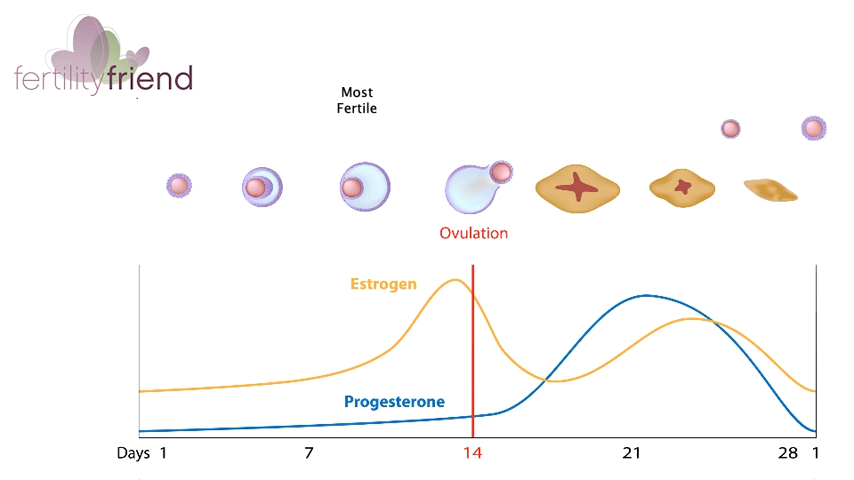 fertilityfriend
Most
Fertile
Ovulation
Estrogen
Progesterone
Days 1 7 14 21 28 1